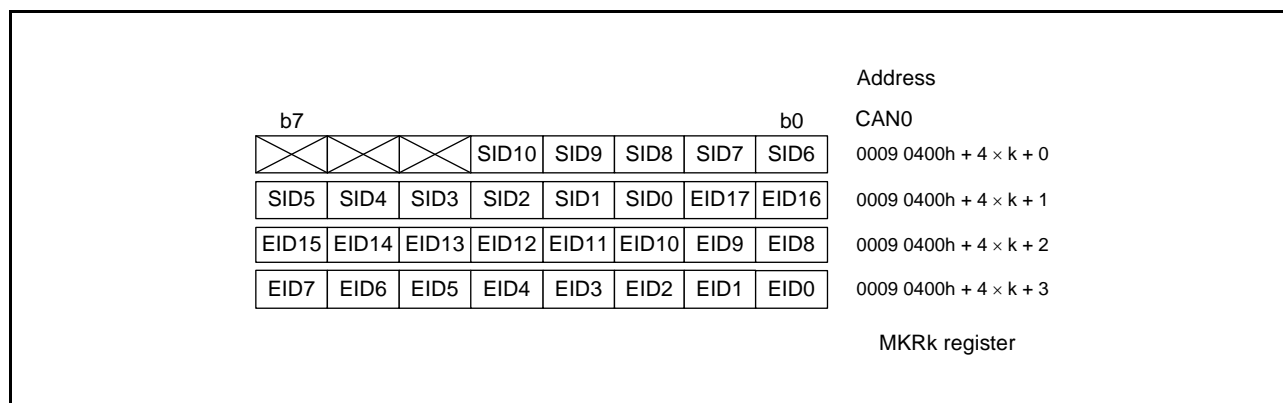 Address
b7 b0 CAN0
SID10 SID9 SID8 SID7 SID6 0009 0400h + 4 × k + 0
SID5 SID4 SID3 SID2 SID1 SID0 EID17 EID16 0009 0400h + 4 × k + 1
EID15 EID14 EID13 EID12 EID11 EID10 EID9 EID8 0009 0400h + 4 × k + 2
EID7 EID6 EID5 EID4 EID3 EID2 EID1 EID0 0009 0400h + 4 × k + 3
MKRk register